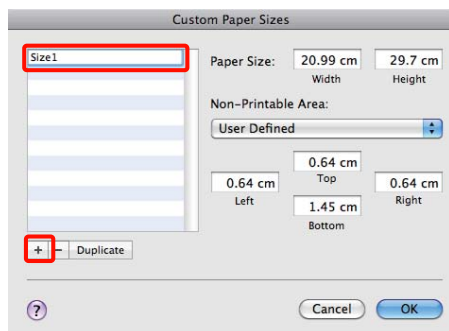 Custom Paper Sizes
Size1
Paper Size: 20.99 cm 29.7 cm
Width Height
Non-Printable Area:
User Defined
0.64 cm
Top
0.64 cm 0.64 cm
Left Right
1.45 cm
Bottom
+ − Duplicate
? Cancel OK